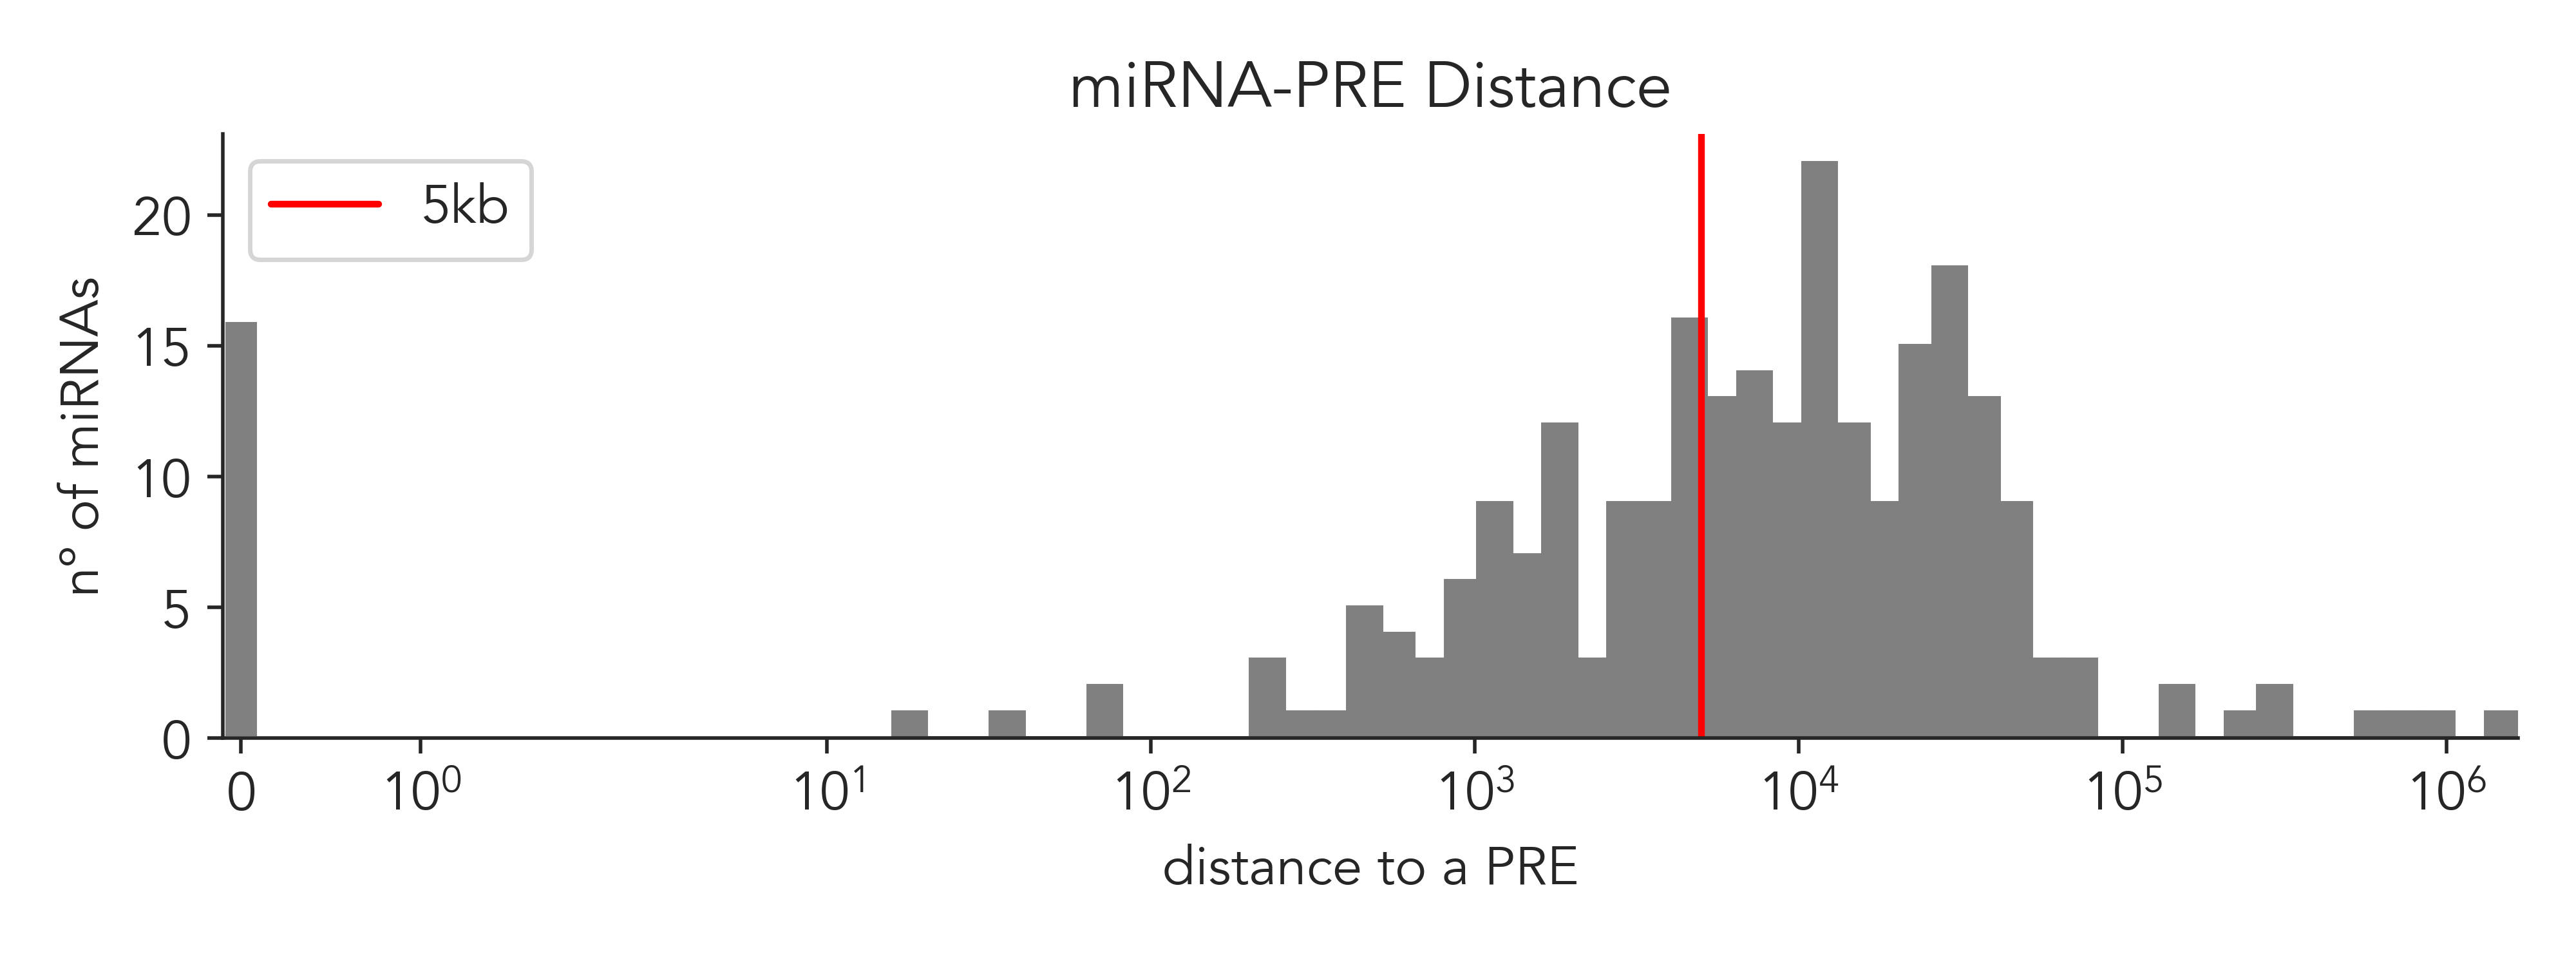 miRNA-PRE Distance
5kb
n° of miRNAs
20
15
10
5
0
0 10⁰ 10¹ 10² 10³ 10⁴ 10⁵ 10⁶
distance to a PRE